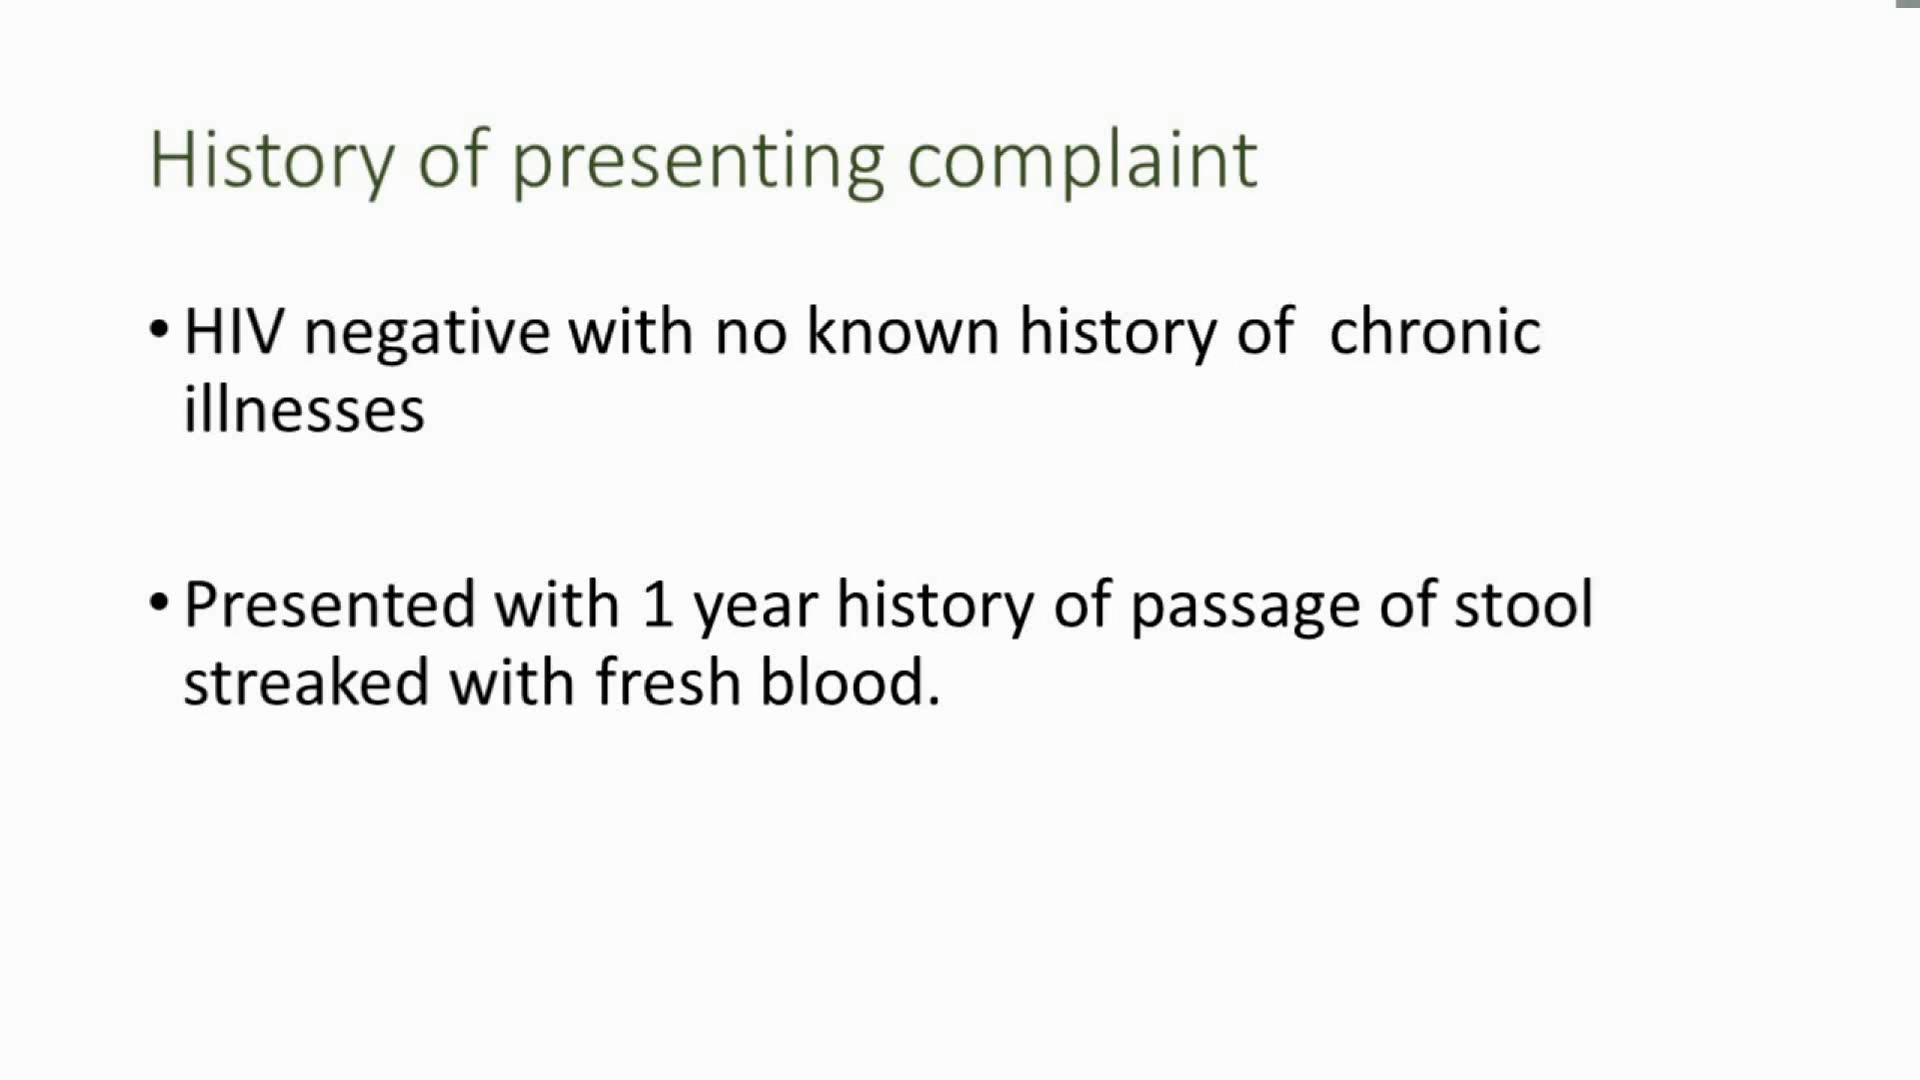 History of presenting complaint
• HIV negative with no known history of  chronic
illnesses
• Presented with 1 year history of passage of stool
streaked with fresh blood.